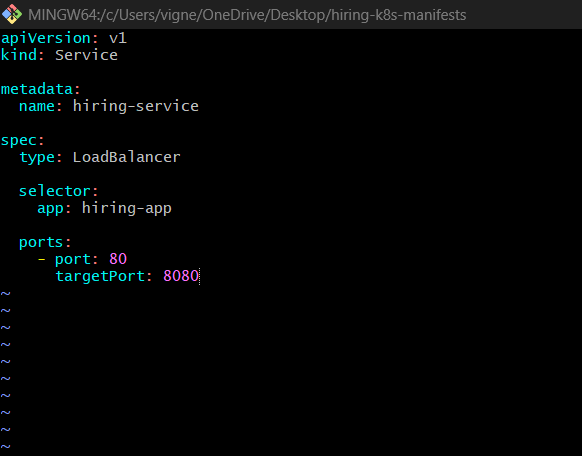 MINGW64:/c/Users/vigne/OneDrive/Desktop/hiring-k8s-manifests
apiVersion: v1
kind: Service
metadata:
  name: hiring-service
spec:
  type: LoadBalancer
  selector:
    app: hiring-app
  ports:
    - port: 80
      targetPort: 8080
~
~
~
~
~
~
~
~
~
~